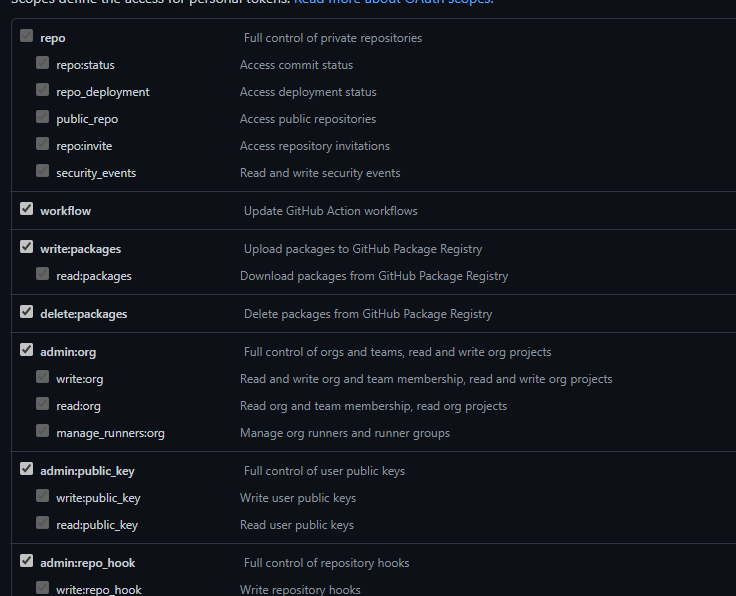 Scopes define the access for personal tokens. Read more about OAuth scopes.
repo Full control of private repositories
repo:status Access commit status
repo_deployment Access deployment status
public_repo Access public repositories
repo:invite Access repository invitations
security_events Read and write security events
workflow Update GitHub Action workflows
write:packages Upload packages to GitHub Package Registry
read:packages Download packages from GitHub Package Registry
delete:packages Delete packages from GitHub Package Registry
admin:org Full control of orgs and teams, read and write org projects
write:org Read and write org and team membership, read and write org projects
read:org Read org and team membership, read org projects
manage_runners:org Manage org runners and runner groups
admin:public_key Full control of user public keys
write:public_key Write user public keys
read:public_key Read user public keys
admin:repo_hook Full control of repository hooks
write:repo_hook Write repository hooks